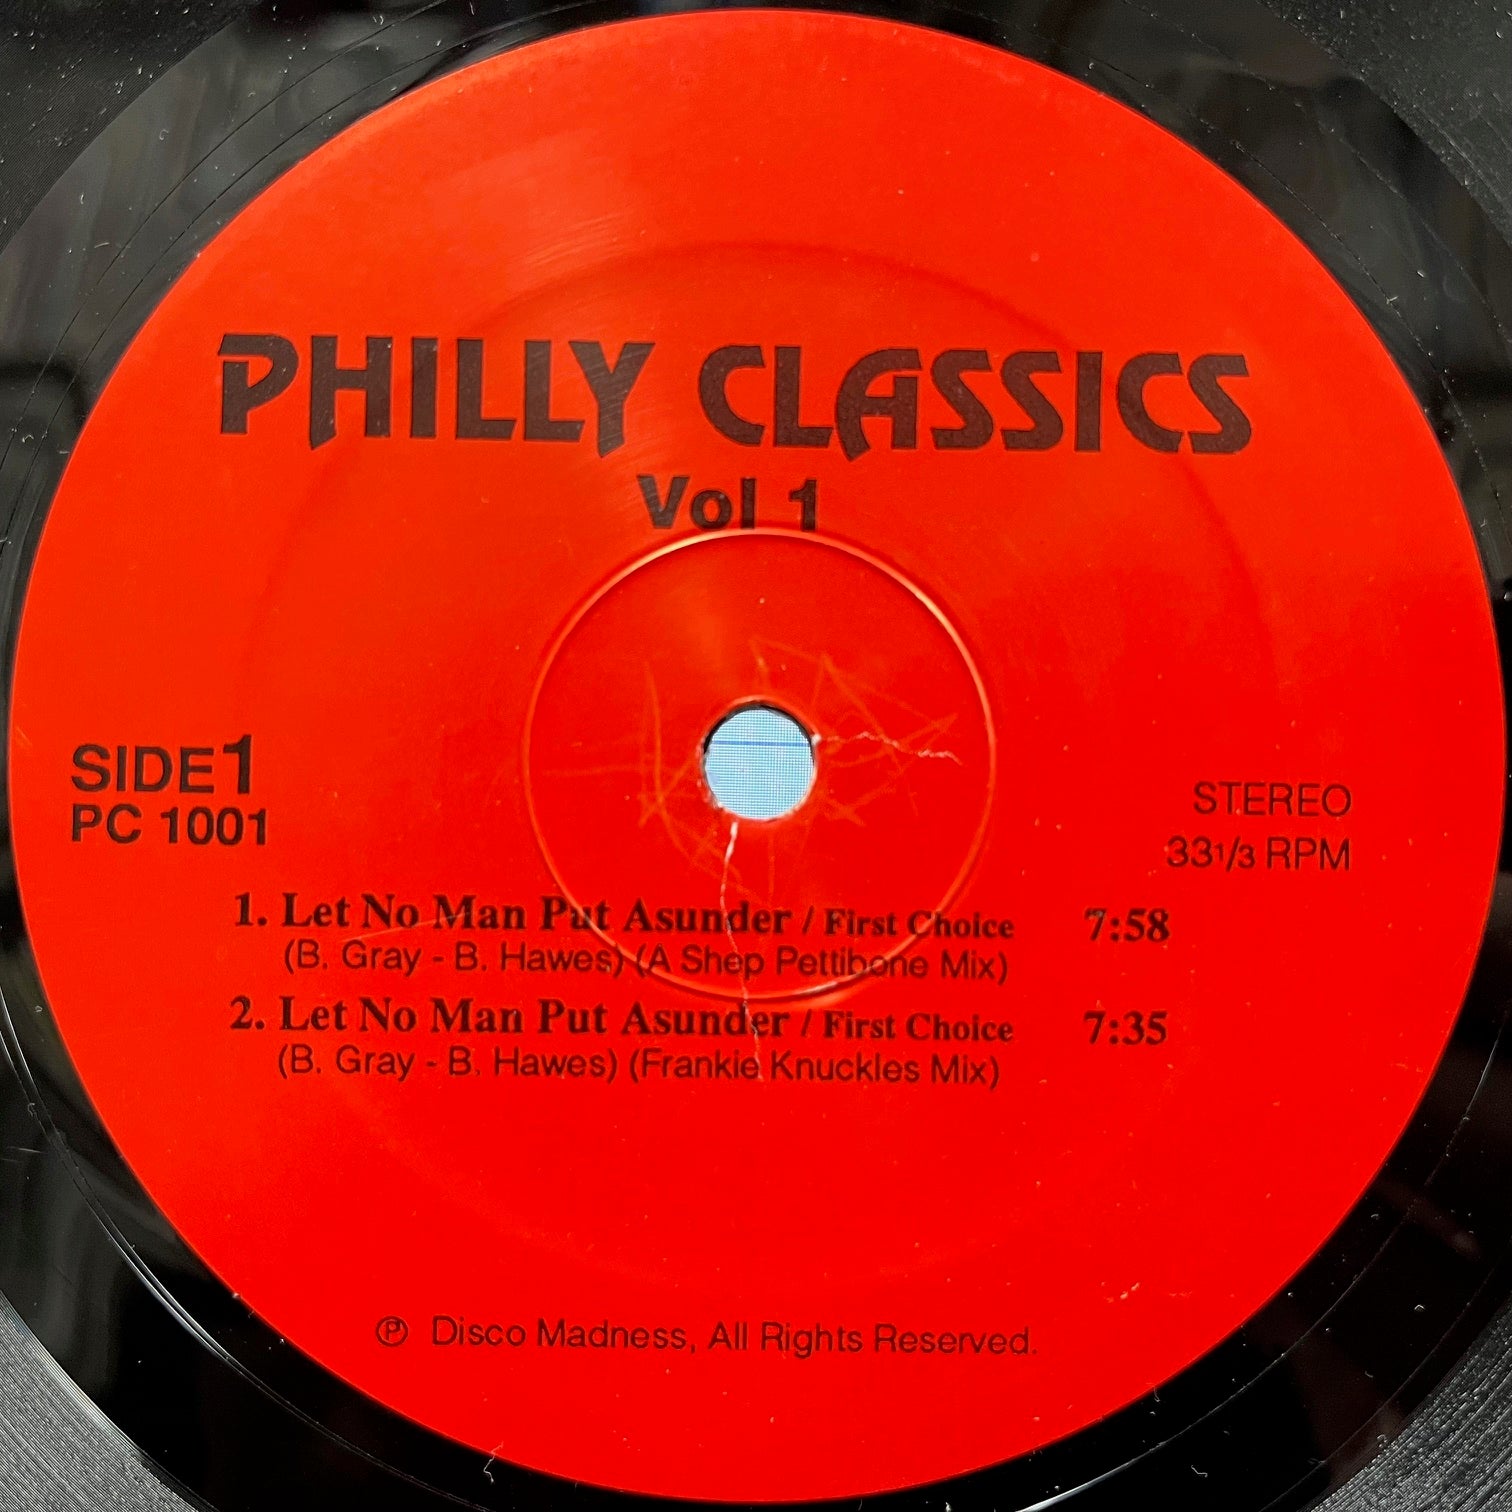 PHILLY CLASSICS
Vol 1
SIDE 1
PC 1001
STEREO
33 1/3 RPM
1. Let No Man Put Asunder / First Choice 7:58
(B. Gray - B. Hawes) (A Shep Pettibone Mix)
2. Let No Man Put Asunder / First Choice 7:35
(B. Gray - B. Hawes) (Frankie Knuckles Mix)
℗ Disco Madness, All Rights Reserved.